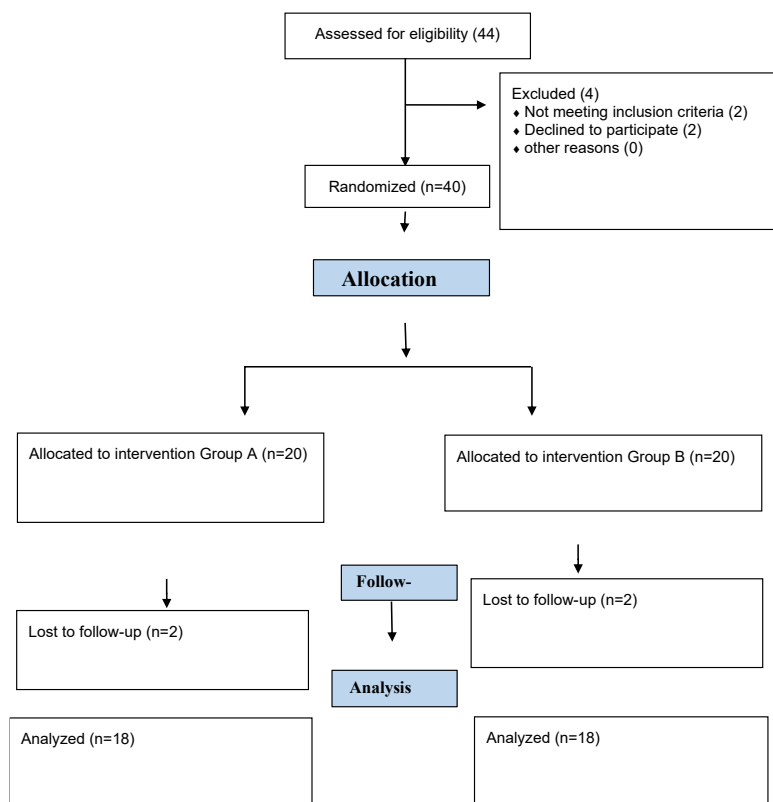 Assessed for eligibility (44)
Excluded (4)
♦ Not meeting inclusion criteria (2)
♦ Declined to participate (2)
♦ other reasons (0)
Randomized (n=40)
Allocation
Allocated to intervention Group A (n=20)
Allocated to intervention Group B (n=20)
Follow-
Lost to follow-up (n=2)
Lost to follow-up (n=2)
Analysis
Analyzed (n=18)
Analyzed (n=18)